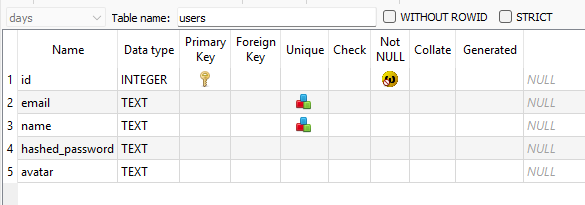 days Table name: users WITHOUT ROWID STRICT
Name Data type Primary Key Foreign Key Unique Check Not NULL Collate Generated
1 id INTEGER NULL
2 email TEXT NULL
3 name TEXT NULL
4 hashed_password TEXT NULL
5 avatar TEXT NULL